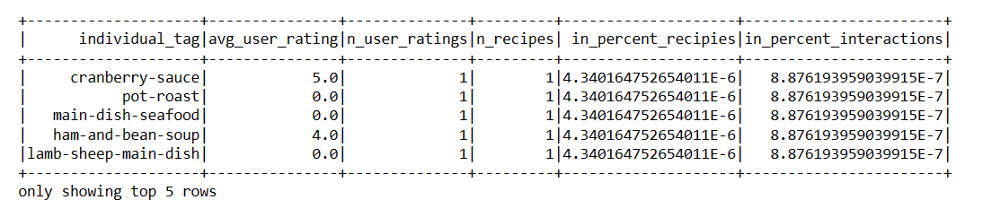 +--------------------+---------------+--------------+---------+--------------------+-----------------------+
|      individual_tag|avg_user_rating|n_user_ratings|n_recipes| in_percent_recipies|in_percent_interactions|
+--------------------+---------------+--------------+---------+--------------------+-----------------------+
|     cranberry-sauce|            5.0|             1|        1|4.340164752654011E-6|   8.876193959039915E-7|
|           pot-roast|            0.0|             1|        1|4.340164752654011E-6|   8.876193959039915E-7|
|   main-dish-seafood|            0.0|             1|        1|4.340164752654011E-6|   8.876193959039915E-7|
|   ham-and-bean-soup|            4.0|             1|        1|4.340164752654011E-6|   8.876193959039915E-7|
|lamb-sheep-main-dish|            0.0|             1|        1|4.340164752654011E-6|   8.876193959039915E-7|
+--------------------+---------------+--------------+---------+--------------------+-----------------------+
only showing top 5 rows